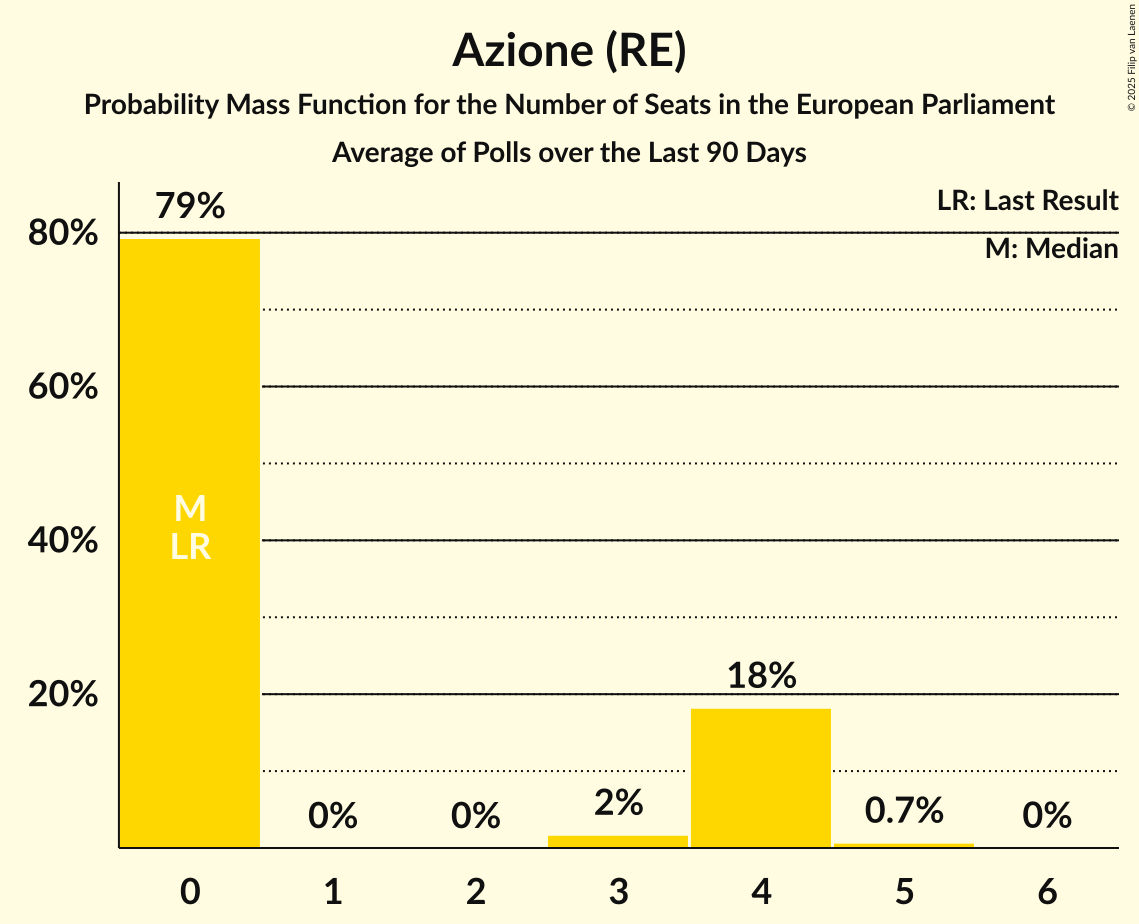 Azione (RE)
Probability Mass Function for the Number of Seats in the European Parliament
Average of Polls over the Last 90 Days
© 2025 Filip van Laenen
LR: Last Result
M: Median
80%
60%
40%
20%
79%
M
LR
0%
0%
2%
18%
0.7%
0%
0
1
2
3
4
5
6